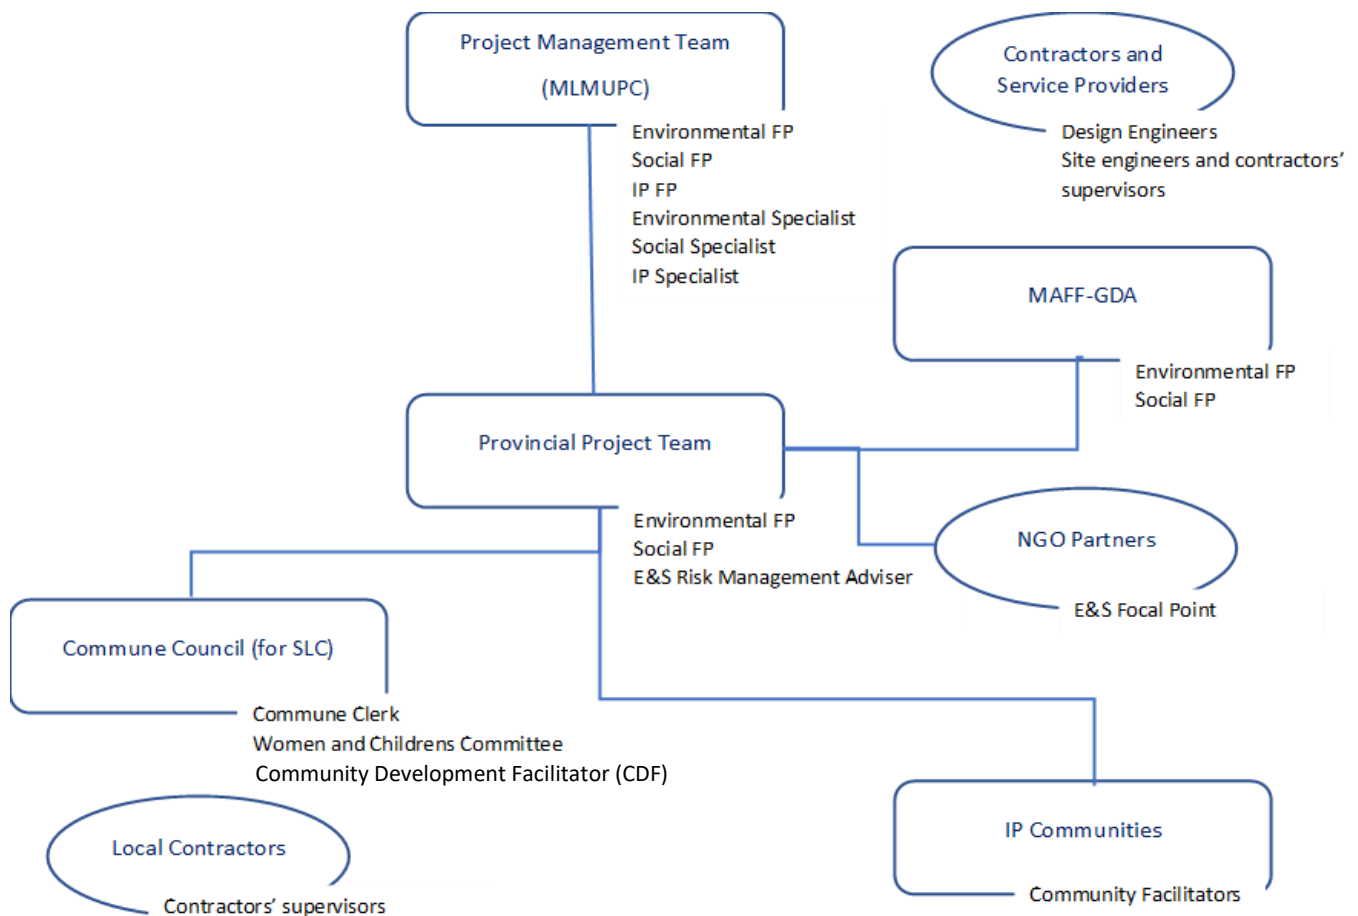 Project Management Team
(MLMUPC)
Environmental FP
Social FP
IP FP
Environmental Specialist
Social Specialist
IP Specialist
Contractors and
Service Providers
Design Engineers
Site engineers and contractors’
supervisors
MAFF-GDA
Environmental FP
Social FP
Provincial Project Team
Environmental FP
Social FP
E&S Risk Management Adviser
NGO Partners
E&S Focal Point
Commune Council (for SLC)
Commune Clerk
Women and Childrens Committee
Community Development Facilitator (CDF)
IP Communities
Community Facilitators
Local Contractors
Contractors’ supervisors